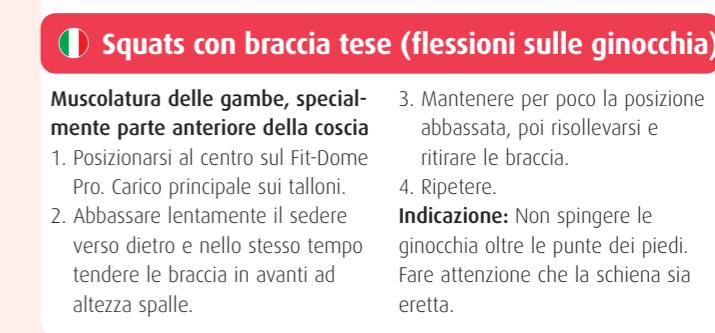 Squats con braccia tese (flessioni sulle ginocchia)
Muscolatura delle gambe, special-
mente parte anteriore della coscia
1. Posizionarsi al centro sul Fit-Dome
Pro. Carico principale sui talloni.
2. Abbassare lentamente il sedere
verso dietro e nello stesso tempo
tendere le braccia in avanti ad
altezza spalle.
3. Mantenere per poco la posizione
abbassata, poi risollevarsi e
ritirare le braccia.
4. Ripetere.
Indicazione: Non spingere le
ginocchia oltre le punte dei piedi.
Fare attenzione che la schiena sia
eretta.